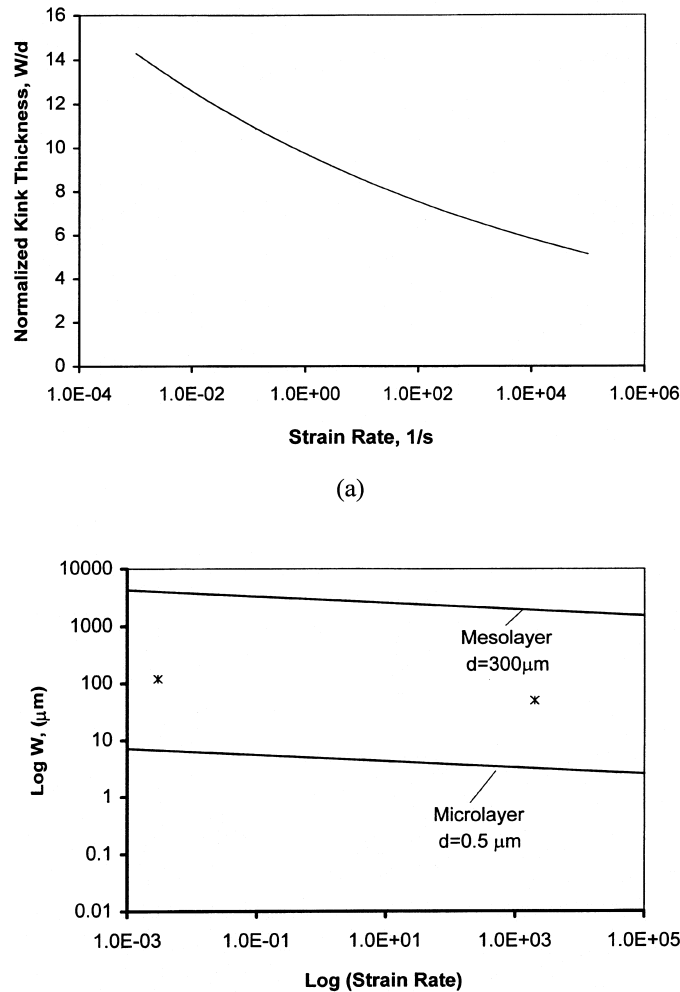 Normalized Kink Thickness, W/d
16
14
12
10
8
6
4
2
0
1.0E-04 1.0E-02 1.0E+00 1.0E+02 1.0E+04 1.0E+06
Strain Rate, 1/s
(a)
Log W, (μm)
10000
1000
100
10
1
0.1
0.01
Mesolayer
d=300μm
Microlayer
d=0.5 μm
1.0E-03 1.0E-01 1.0E+01 1.0E+03 1.0E+05
Log (Strain Rate)